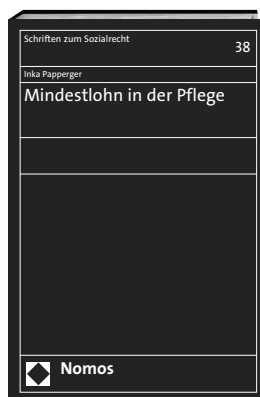 Schriften zum Sozialrecht
38
Inka Papperger
Mindestlohn in der Pflege
Nomos